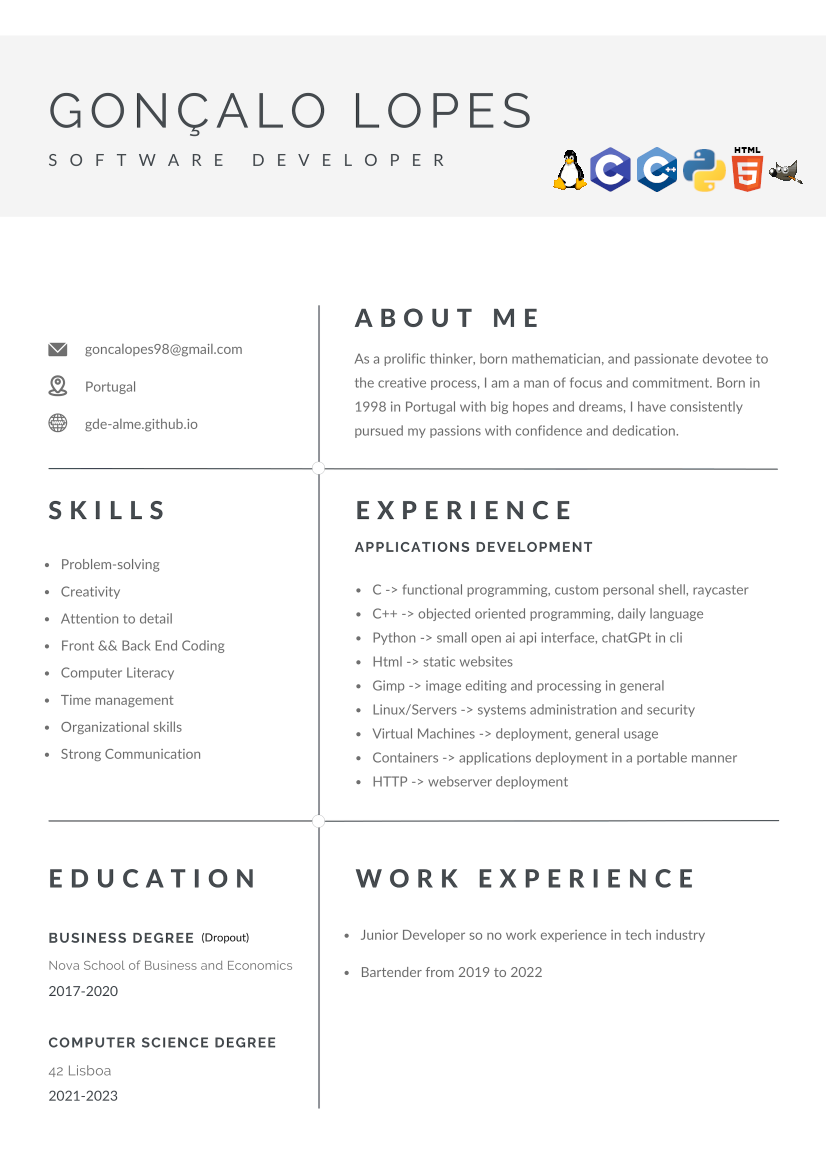 GONÇALO LOPES
SOFTWARE DEVELOPER
HTML
goncalopes98@gmail.com
Portugal
gde-alme.github.io
ABOUT ME
As a prolific thinker, born mathematician, and passionate devotee to
the creative process, I am a man of focus and commitment. Born in
1998 in Portugal with big hopes and dreams, I have consistently
pursued my passions with confidence and dedication.
SKILLS
• Problem-solving
• Creativity
• Attention to detail
• Front && Back End Coding
• Computer Literacy
• Time management
• Organizational skills
• Strong Communication
EXPERIENCE
APPLICATIONS DEVELOPMENT
• C -> functional programming, custom personal shell, raycaster
• C++ -> objected oriented programming, daily language
• Python -> small open ai api interface, chatGPt in cli
• Html -> static websites
• Gimp -> image editing and processing in general
• Linux/Servers -> systems administration and security
• Virtual Machines -> deployment, general usage
• Containers -> applications deployment in a portable manner
• HTTP -> webserver deployment
EDUCATION
BUSINESS DEGREE (Dropout)
Nova School of Business and Economics
2017-2020
COMPUTER SCIENCE DEGREE
42 Lisboa
2021-2023
WORK EXPERIENCE
• Junior Developer so no work experience in tech industry
• Bartender from 2019 to 2022